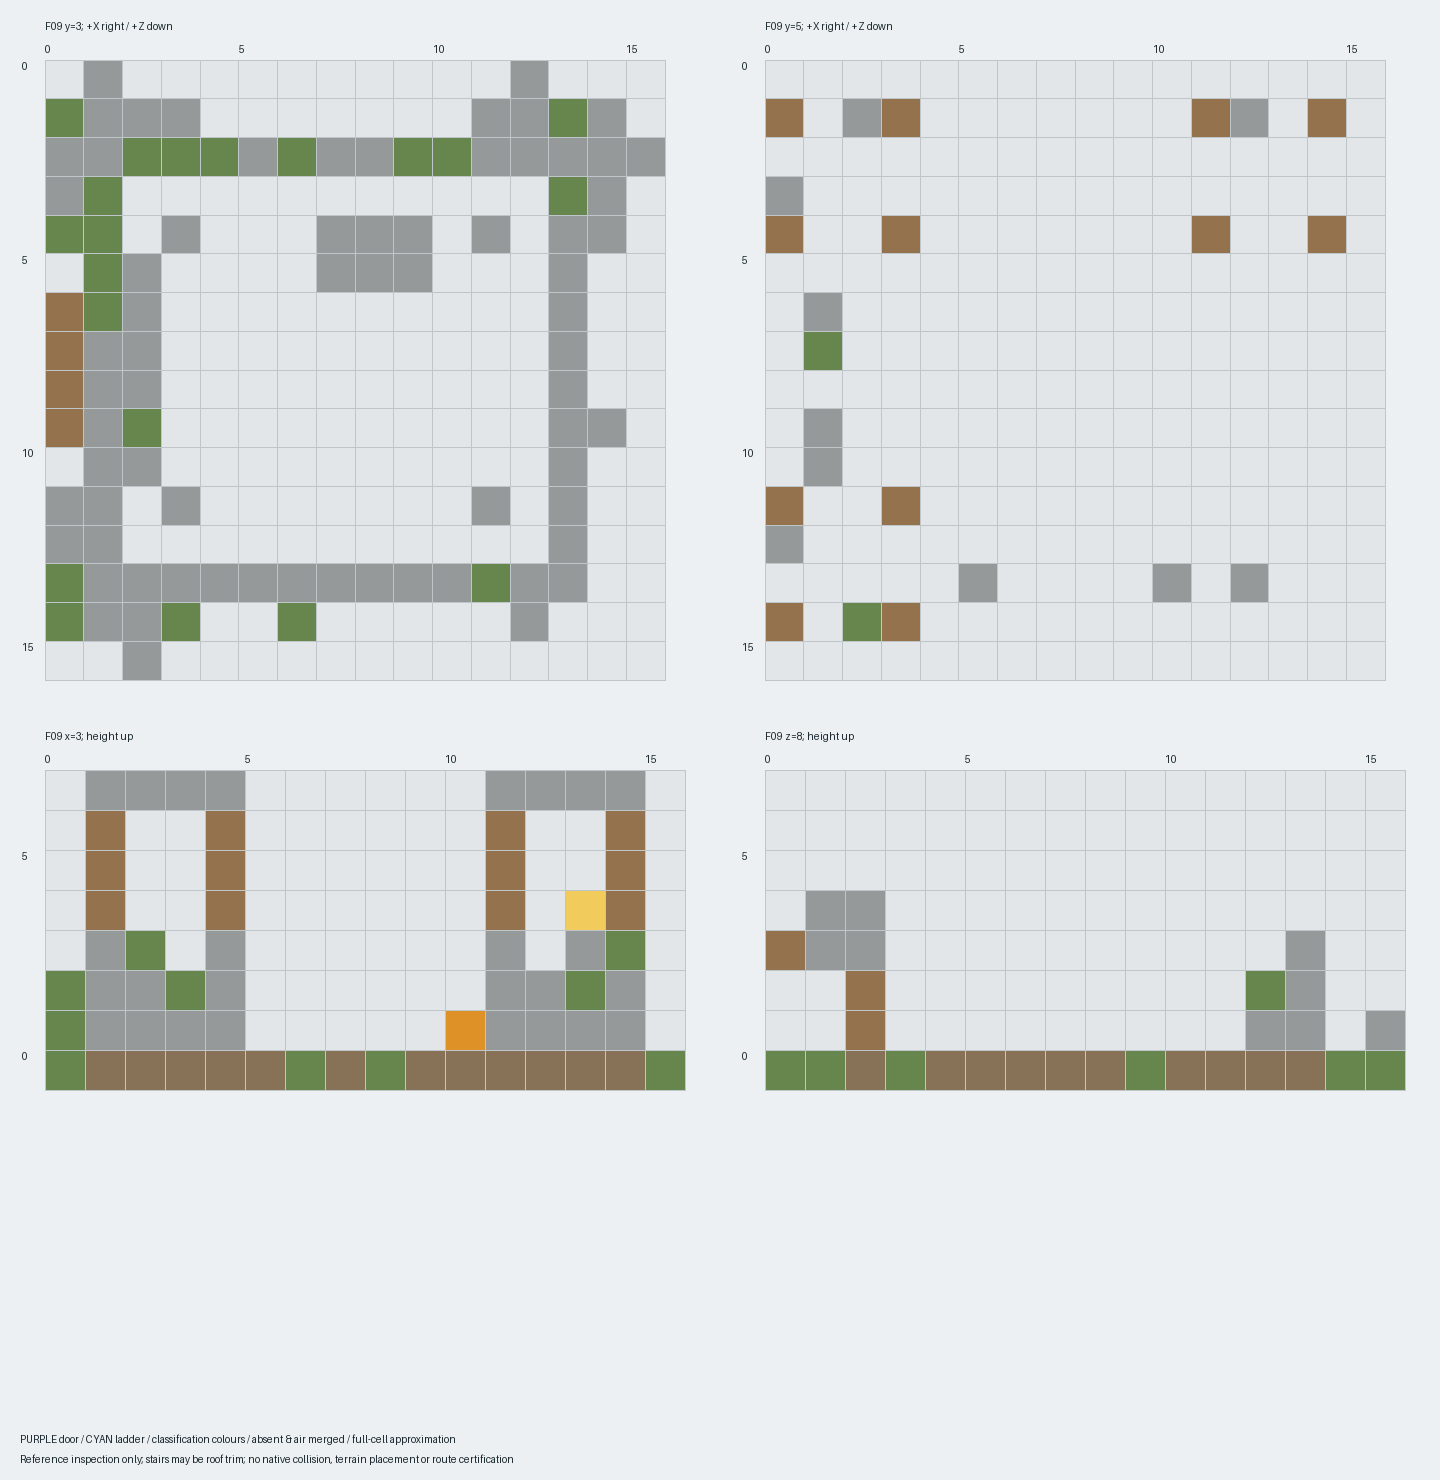 F09 y=3; +X right / +Z down
F09 y=5; +X right / +Z down
0 5 10 15
0 5 10 15
0
0
5
5
10
10
15
15
F09 x=3; height up
F09 z=8; height up
0 5 10 15
0 5 10 15
5
5
0
0
PURPLE door / CYAN ladder / classification colours / absent & air merged / full-cell approximation
Reference inspection only; stairs may be roof trim; no native collision, terrain placement or route certification